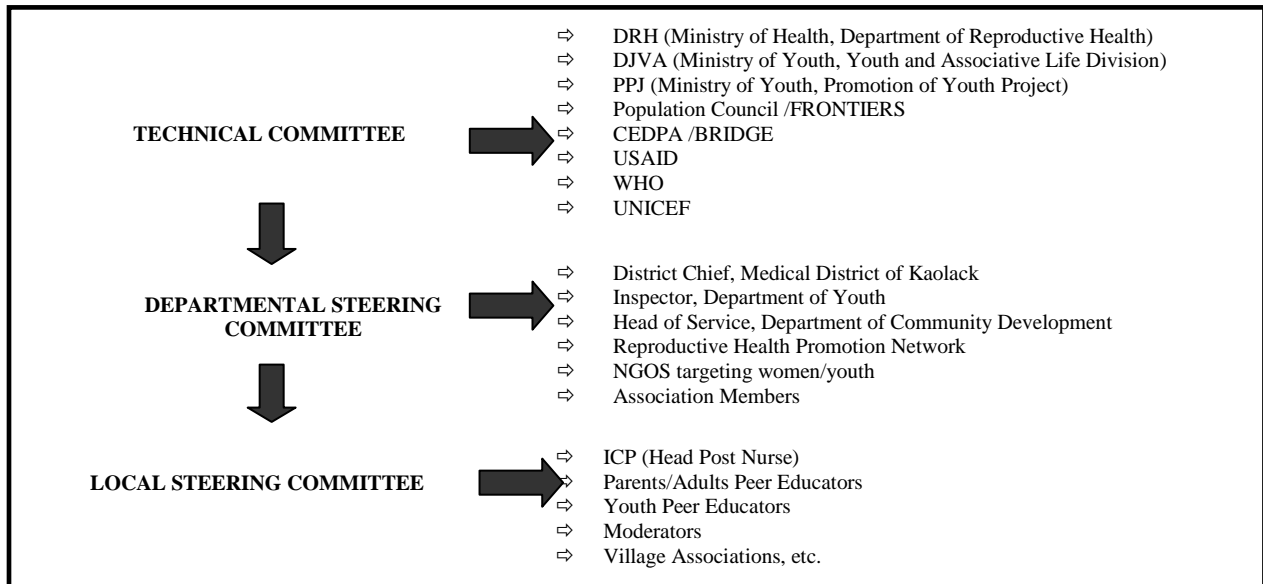 TECHNICAL COMMITTEE
⇨ DRH (Ministry of Health, Department of Reproductive Health)
⇨ DJVA (Ministry of Youth, Youth and Associative Life Division)
⇨ PPJ (Ministry of Youth, Promotion of Youth Project)
⇨ Population Council /FRONTIERS
⇨ CEDPA /BRIDGE
⇨ USAID
⇨ WHO
⇨ UNICEF
DEPARTMENTAL STEERING
COMMITTEE
⇨ District Chief, Medical District of Kaolack
⇨ Inspector, Department of Youth
⇨ Head of Service, Department of Community Development
⇨ Reproductive Health Promotion Network
⇨ NGOS targeting women/youth
⇨ Association Members
LOCAL STEERING COMMITTEE
⇨ ICP (Head Post Nurse)
⇨ Parents/Adults Peer Educators
⇨ Youth Peer Educators
⇨ Moderators
⇨ Village Associations, etc.